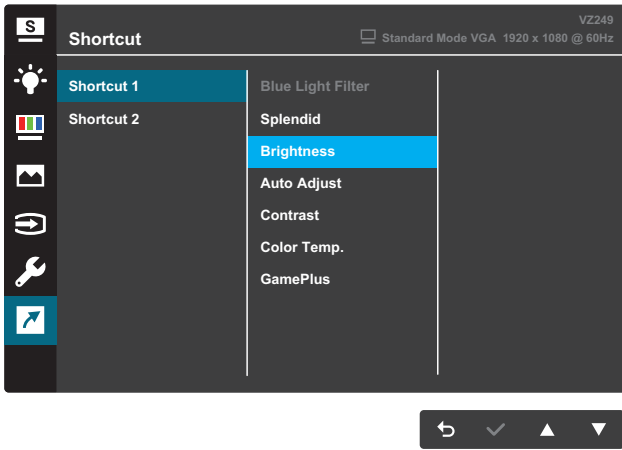 S
VZ249
Shortcut
Standard Mode VGA 1920 x 1080 @ 60Hz
Shortcut 1
Shortcut 2
Blue Light Filter
Splendid
Brightness
Auto Adjust
Contrast
Color Temp.
GamePlus